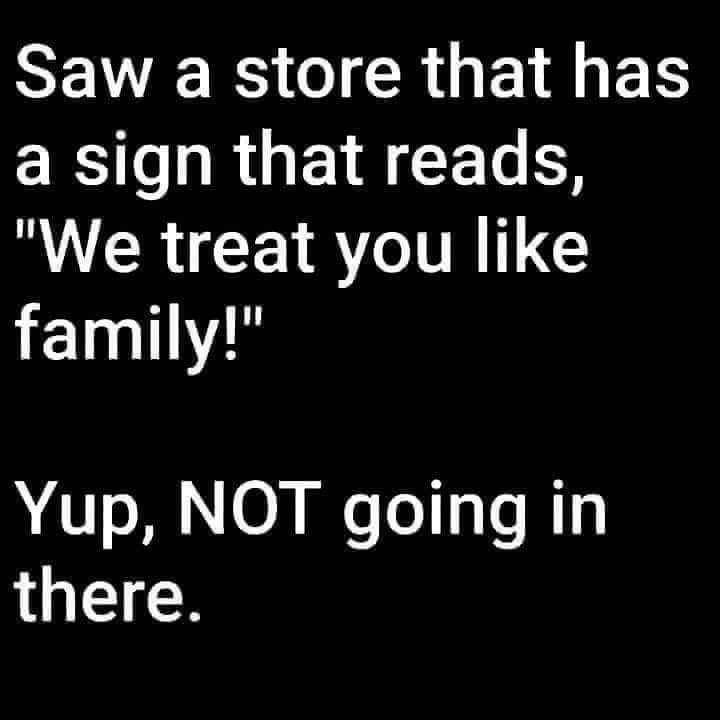 Saw a store that has
a sign that reads,
"We treat you like
family!"
Yup, NOT going in
there.